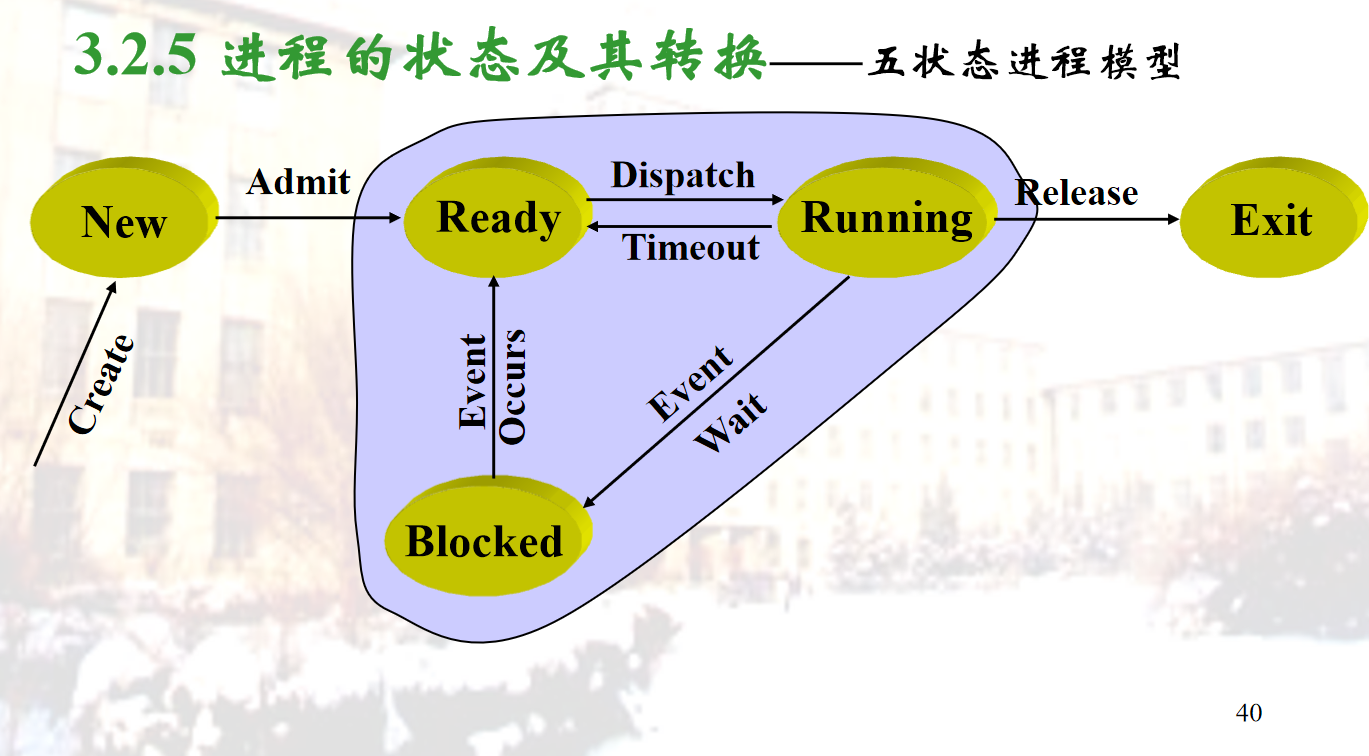 3.2.5 进程的状态及其转换——五状态进程模型
New
Admit
Ready
Dispatch
Timeout
Running
Release
Exit
Create
Event
Occurs
Event
Wait
Blocked
40